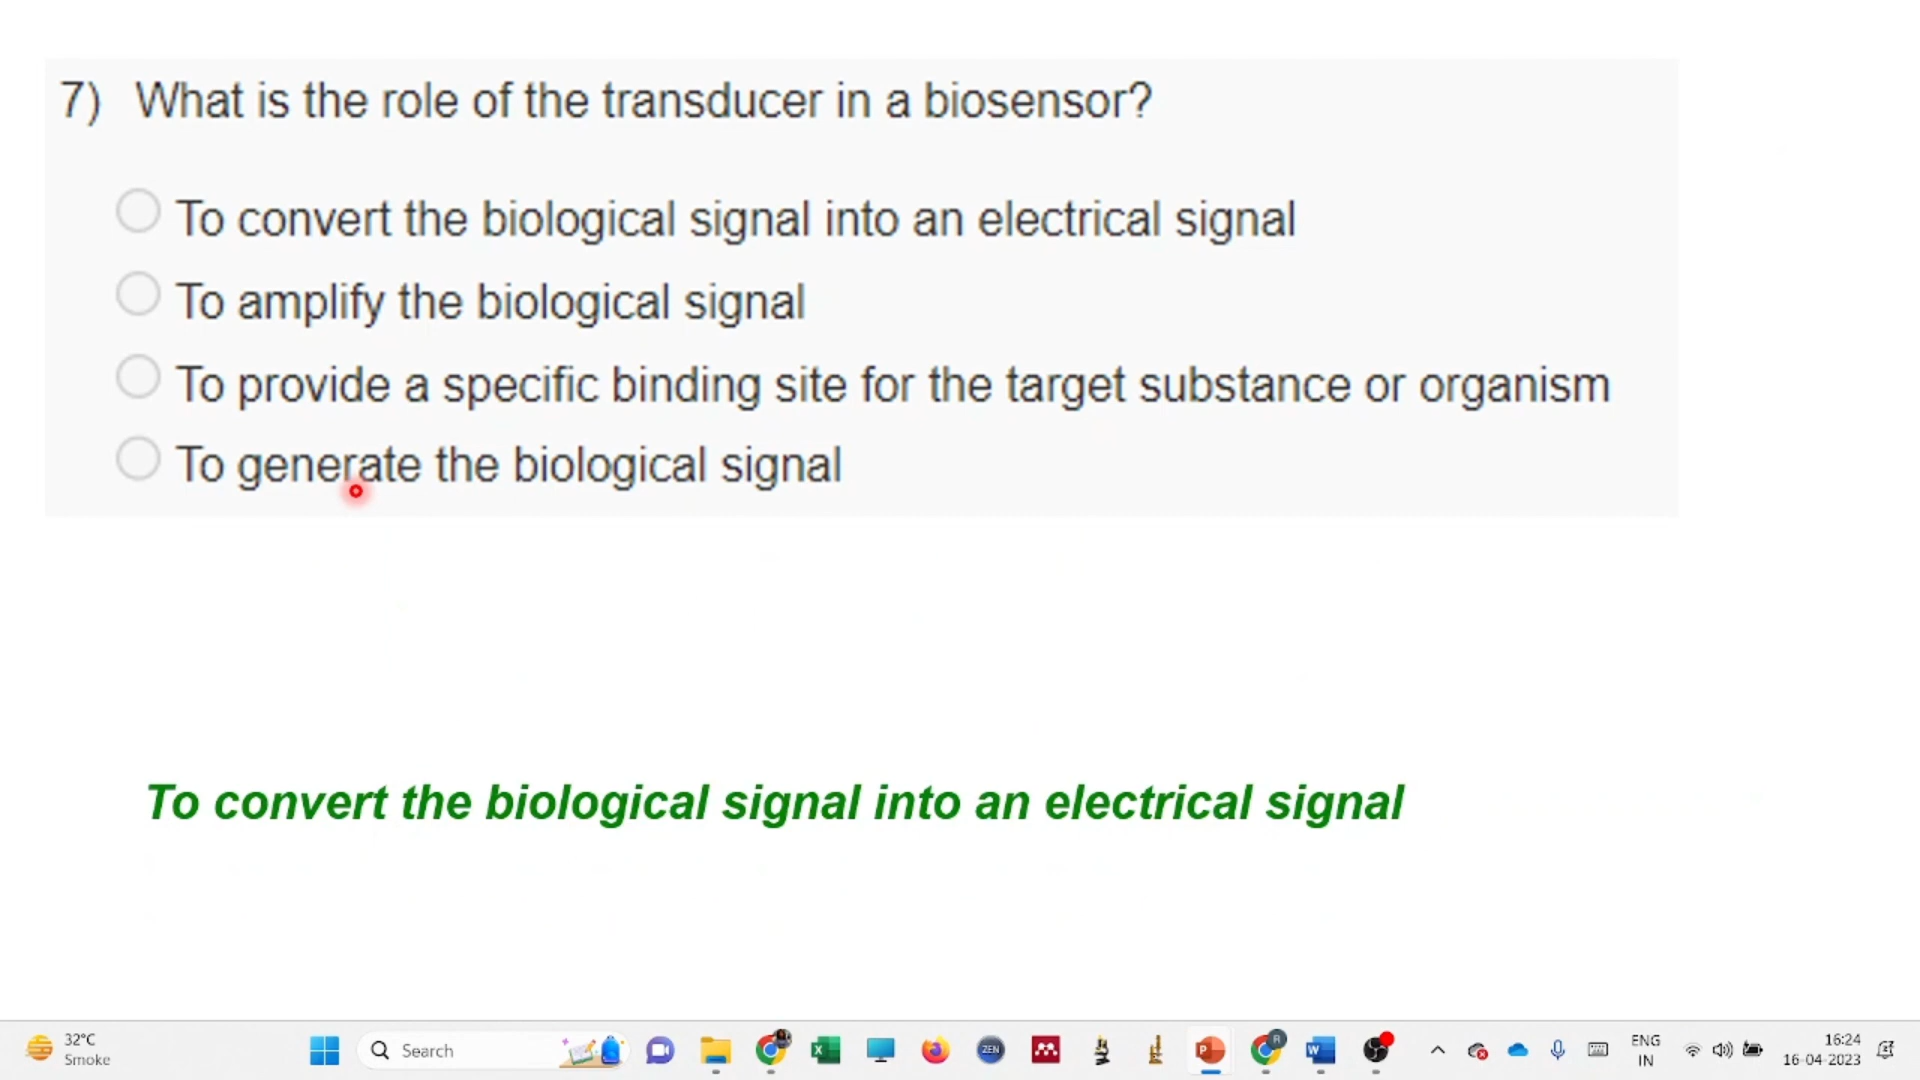 7) What is the role of the transducer in a biosensor?
To convert the biological signal into an electrical signal
To amplify the biological signal
To provide a specific binding site for the target substance or organism
To generate the biological signal
To convert the biological signal into an electrical signal
32°C
Smoke
Search
ZEN
ENG
IN
16:24
16-04-2023